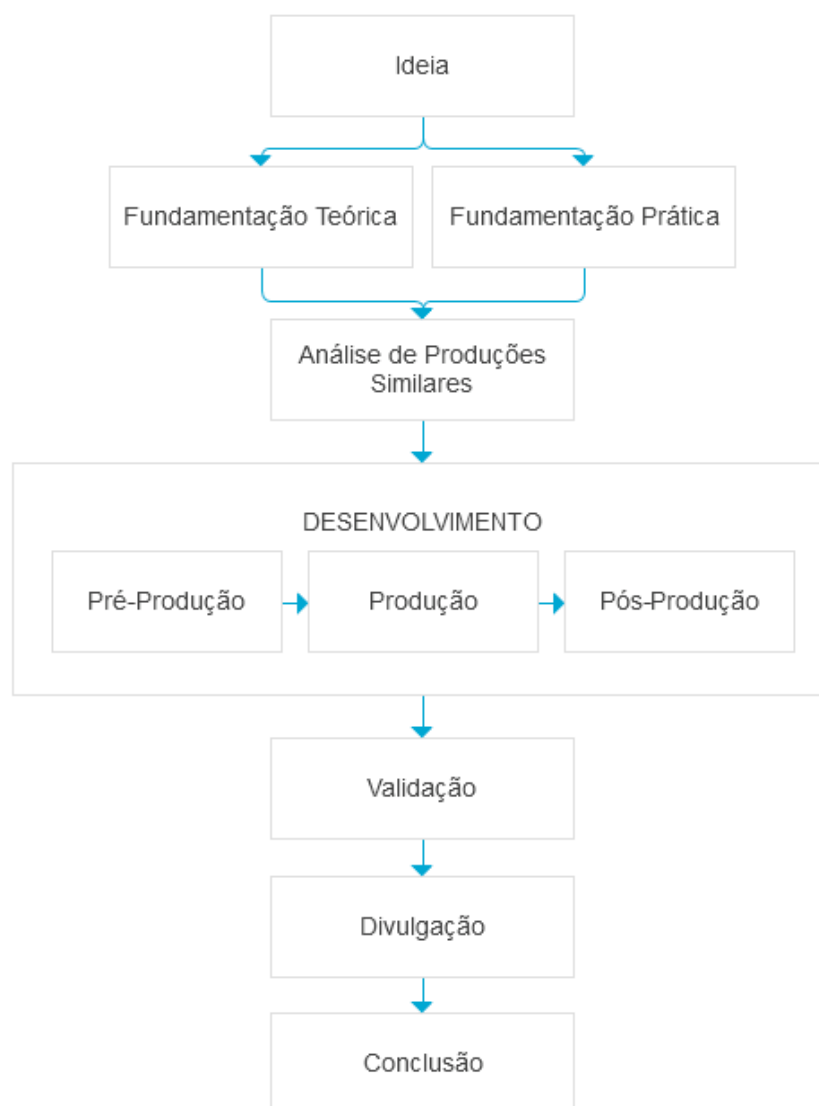 Ideia
Fundamentação Teórica
Fundamentação Prática
Análise de Produções
Similares
DESENVOLVIMENTO
Pré-Produção
Produção
Pós-Produção
Validação
Divulgação
Conclusão